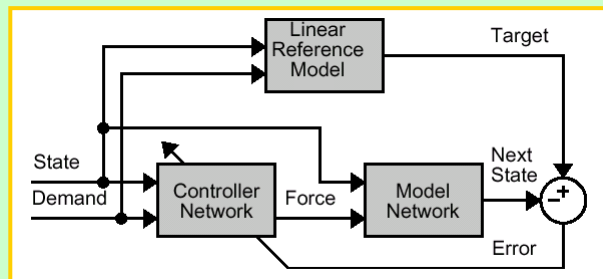 Linear
Reference
Model
Target
State
Demand
Controller
Network
Force
Model
Network
Next
State
- +
Error